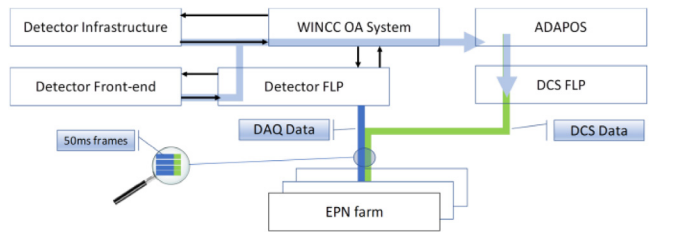 Detector Infrastructure
WINCC OA System
ADAPOS
Detector Front-end
Detector FLP
DCS FLP
DAQ Data
DCS Data
50ms frames
EPN farm